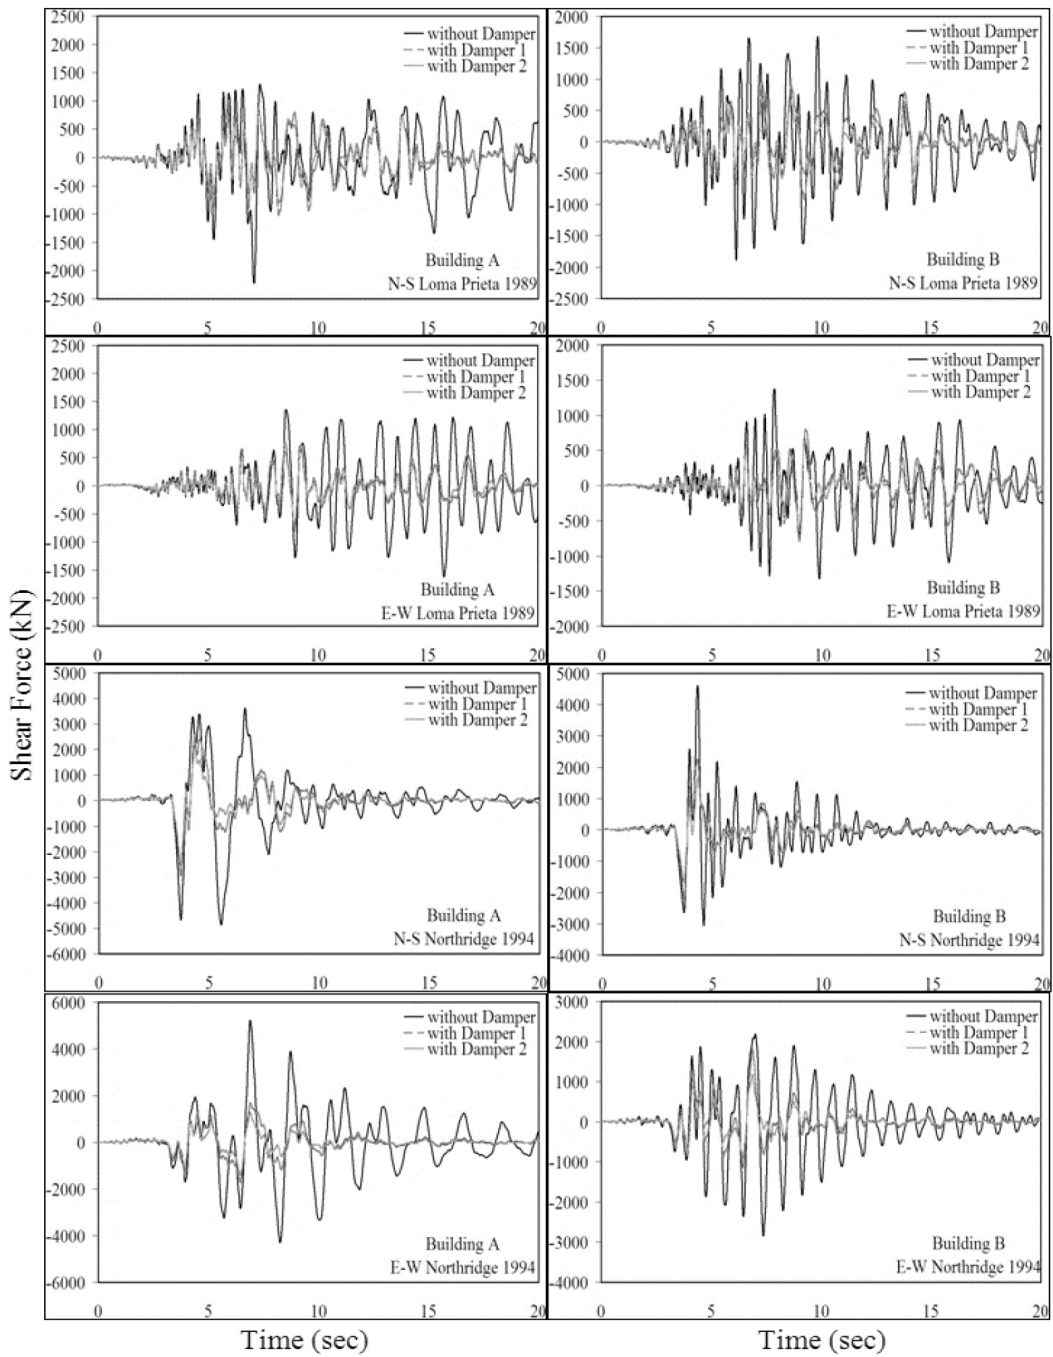 2500
2000
1500
1000
500
0
-500
-1000
-1500
-2000
-2500
without Damper
with Damper 1
with Damper 2
Building A
N-S Loma Prieta 1989
0 5 10 15 20
2000
1500
1000
500
0
-500
-1000
-1500
-2000
-2500
without Damper
with Damper 1
with Damper 2
Building B
N-S Loma Prieta 1989
0 5 10 15 20
2500
2000
1500
1000
500
0
-500
-1000
-1500
-2000
-2500
without Damper
with Damper 1
with Damper 2
Building A
E-W Loma Prieta 1989
0 5 10 15 20
2000
1500
1000
500
0
-500
-1000
-1500
-2000
without Damper
with Damper 1
with Damper 2
Building B
E-W Loma Prieta 1989
0 5 10 15 20
Shear Force (kN)
5000
4000
3000
2000
1000
0
-1000
-2000
-3000
-4000
-5000
-6000
without Damper
with Damper 1
with Damper 2
Building A
N-S Northridge 1994
0 5 10 15 20
5000
4000
3000
2000
1000
0
-1000
-2000
-3000
-4000
without Damper
with Damper 1
with Damper 2
Building B
N-S Northridge 1994
0 5 10 15 20
6000
4000
2000
0
-2000
-4000
-6000
without Damper
with Damper 1
with Damper 2
Building A
E-W Northridge 1994
0 5 10 15 20
3000
2000
1000
0
-1000
-2000
-3000
-4000
without Damper
with Damper 1
with Damper 2
Building B
E-W Northridge 1994
0 5 10 15 20
Time (sec)
Time (sec)